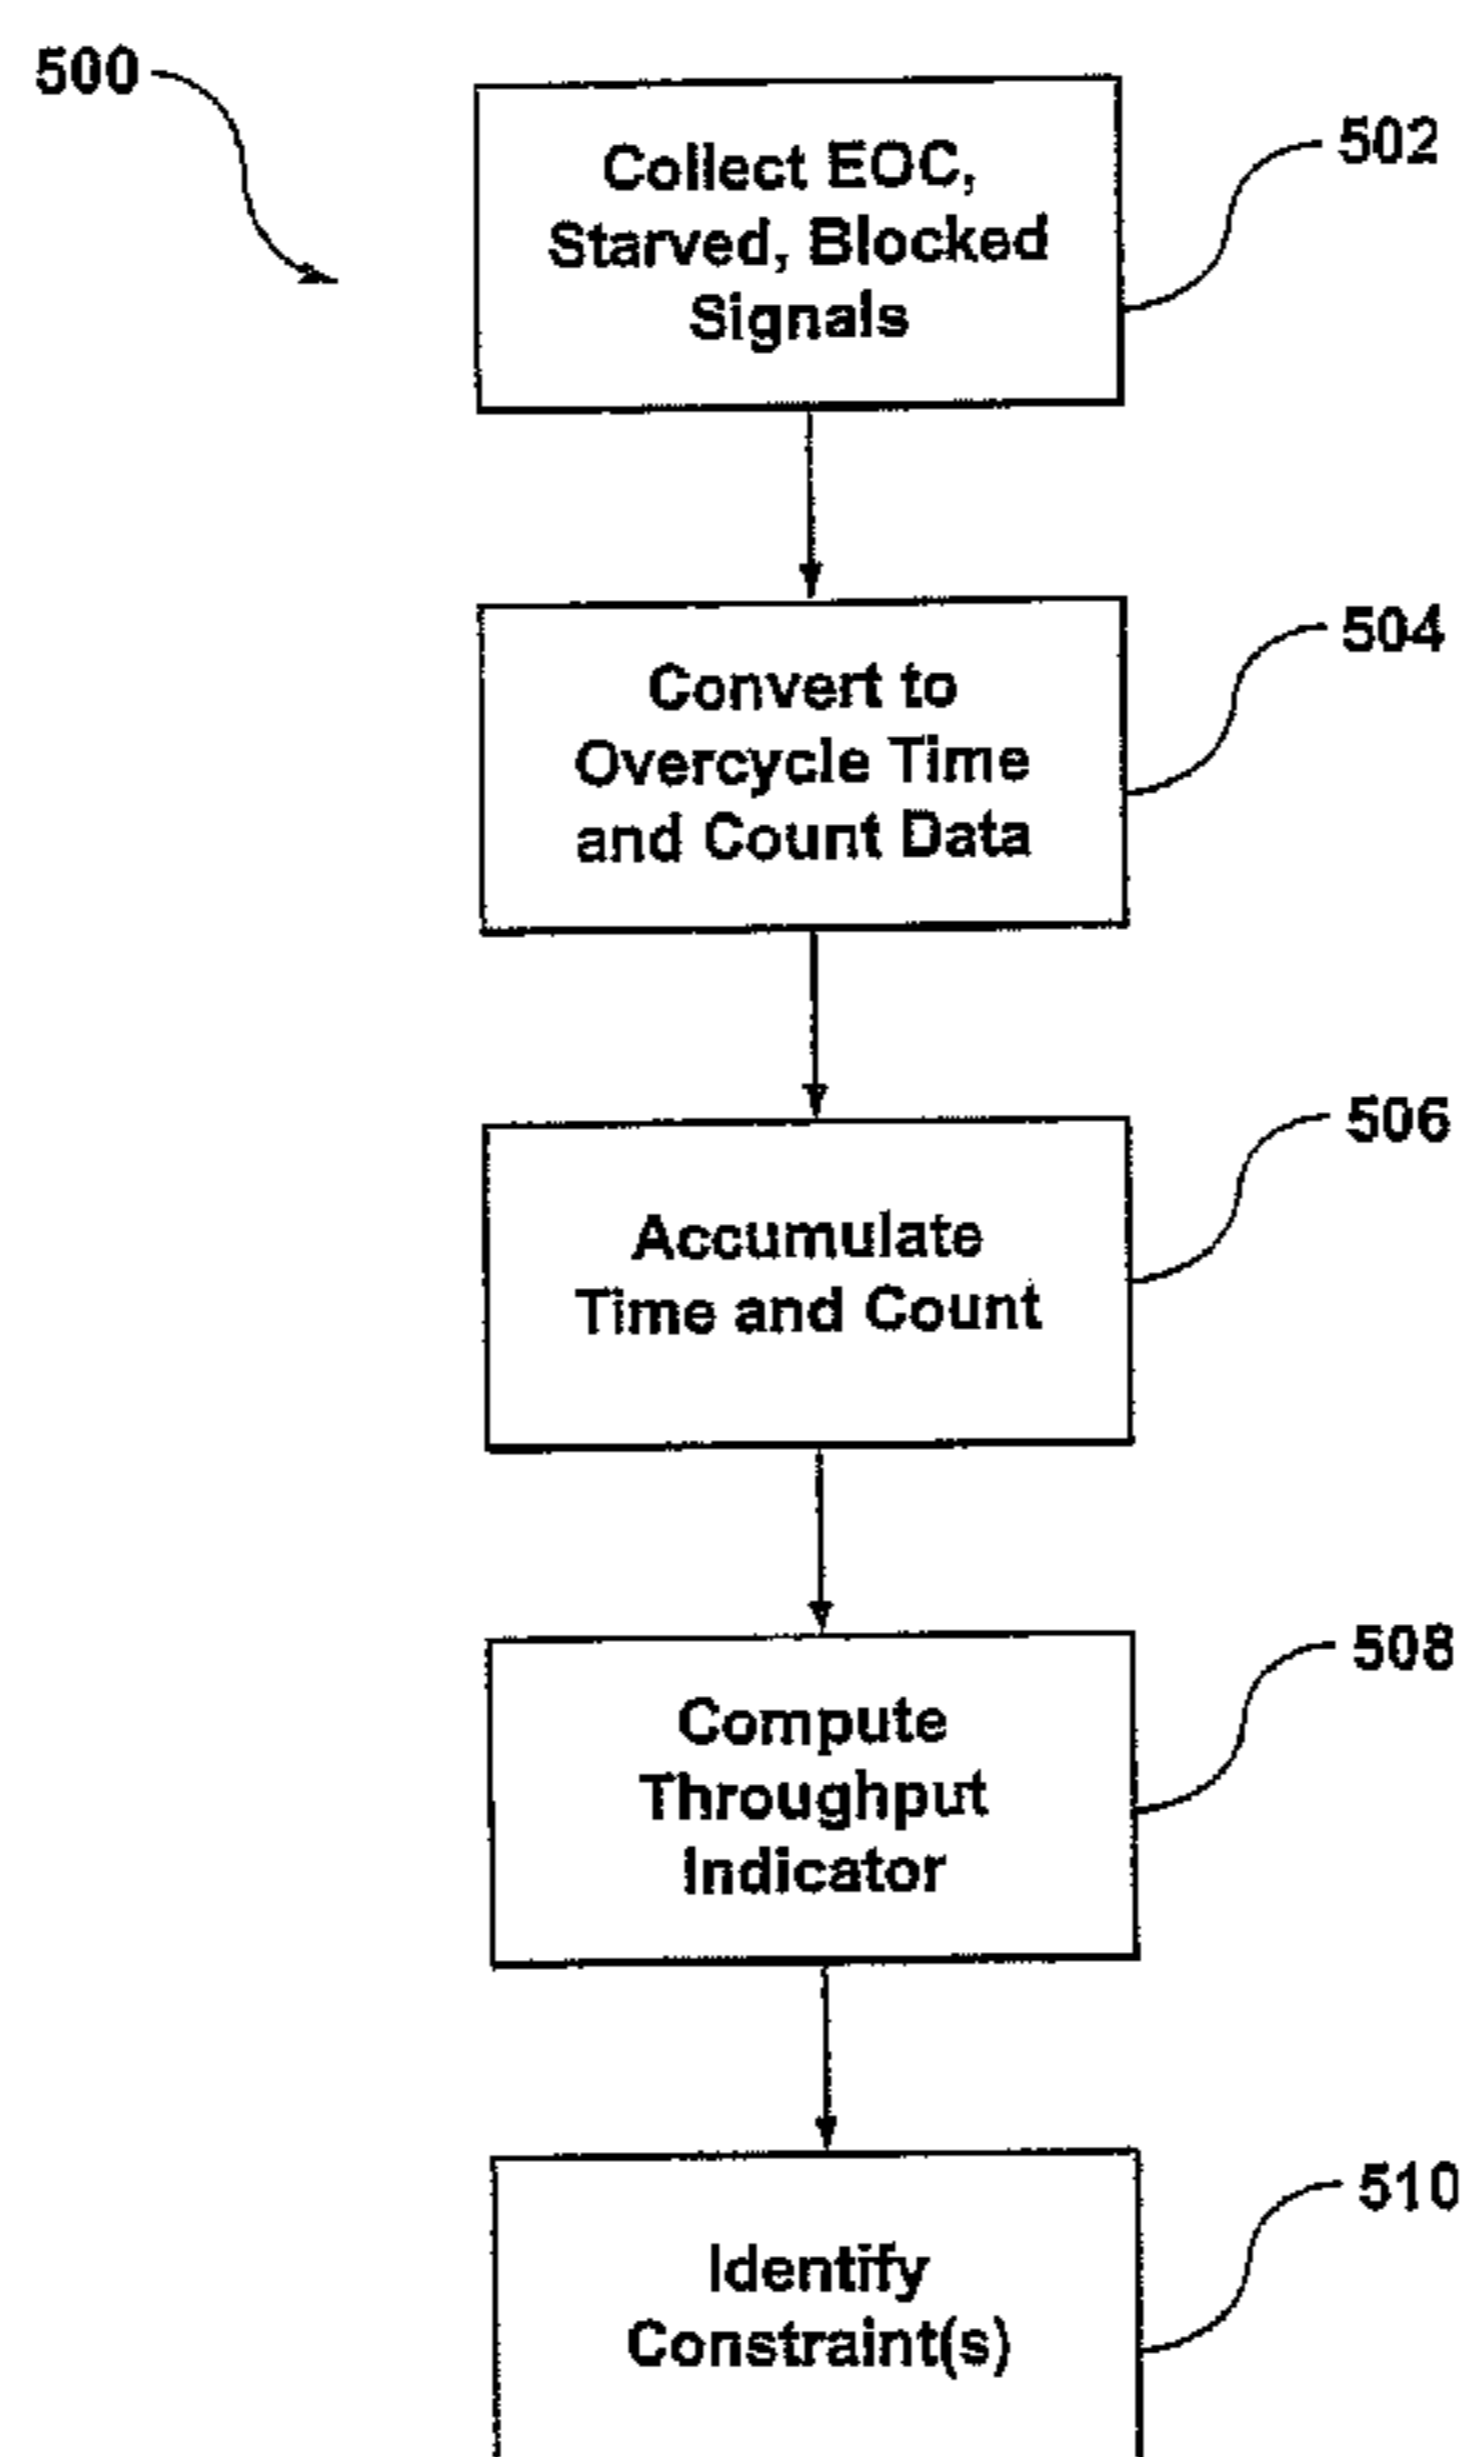 500
Collect EOC,
Starved, Blocked
Signals
502
Convert to
Overcycle Time
and Count Data
504
Accumulate
Time and Count
506
Compute
Throughput
Indicator
508
Identify
Constraint(s)
510